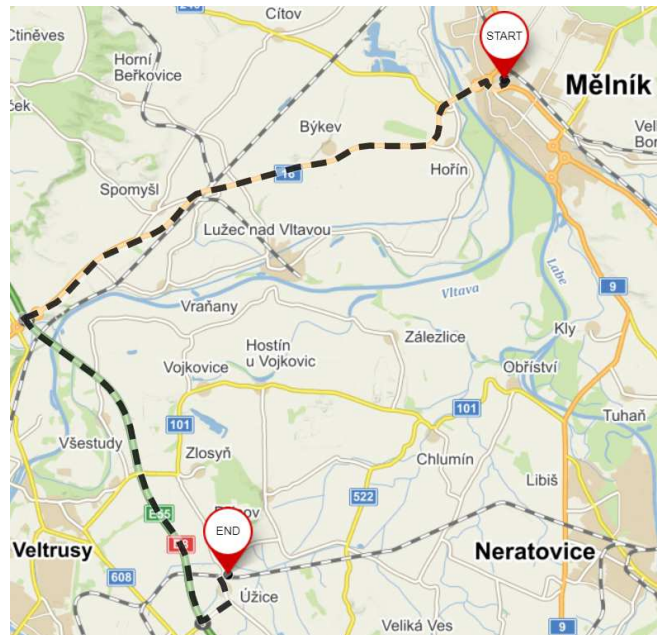 Cítov
START
Horní
Beřkovice
Mělník
Býkev
Hořín
16
Spomyšl
Lužec nad Vltavou
Vltava
Labe
9
Vraňany
Hostín
u Vojkovic
Zálezlice
Kly
Vojkovice
Obříství
101
101
Tuhaň
Všestudy
Zlosyň
Chlumín
Libiš
522
E55
END
Veltrusy
Neratovice
608
Úžice
Veliká Ves
9